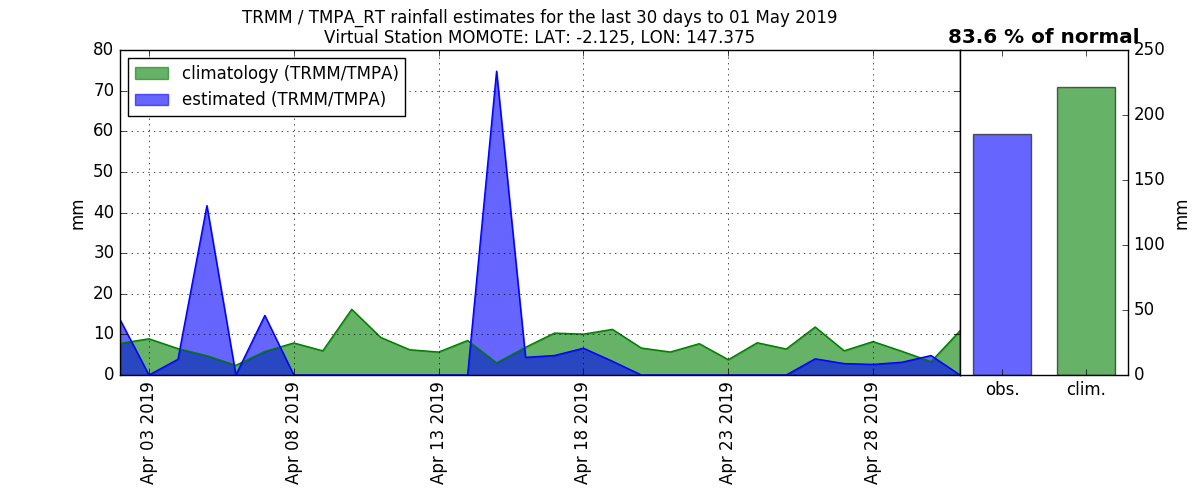 TRMM / TMPA_RT rainfall estimates for the last 30 days to 01 May 2019
Virtual Station MOMOTE: LAT: -2.125, LON: 147.375
83.6 % of normal
climatology (TRMM/TMPA)
estimated (TRMM/TMPA)
80
70
60
50
40
30
20
10
0
mm
Apr 03 2019
Apr 08 2019
Apr 13 2019
Apr 18 2019
Apr 23 2019
Apr 28 2019
obs.
clim.
250
200
150
100
50
0
mm